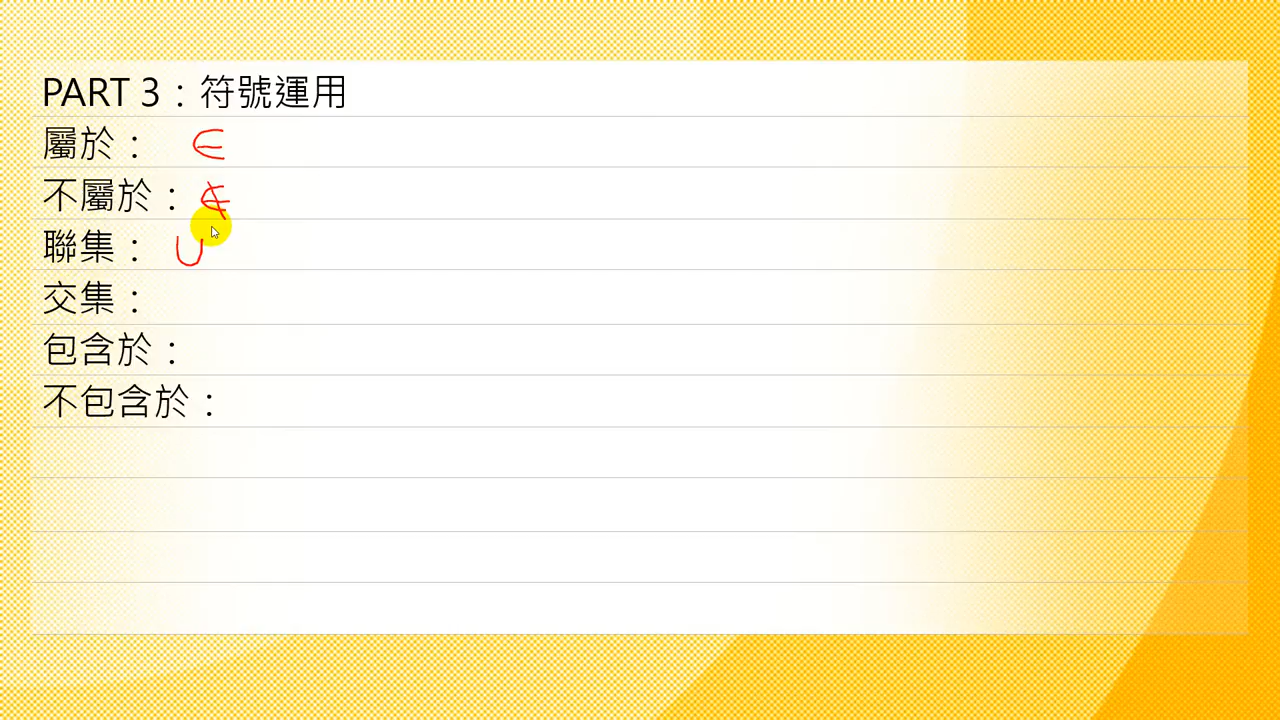 PART 3：符號運用
屬於： ∈
不屬於：∉
聯集： ∪
交集：
包含於：
不包含於：